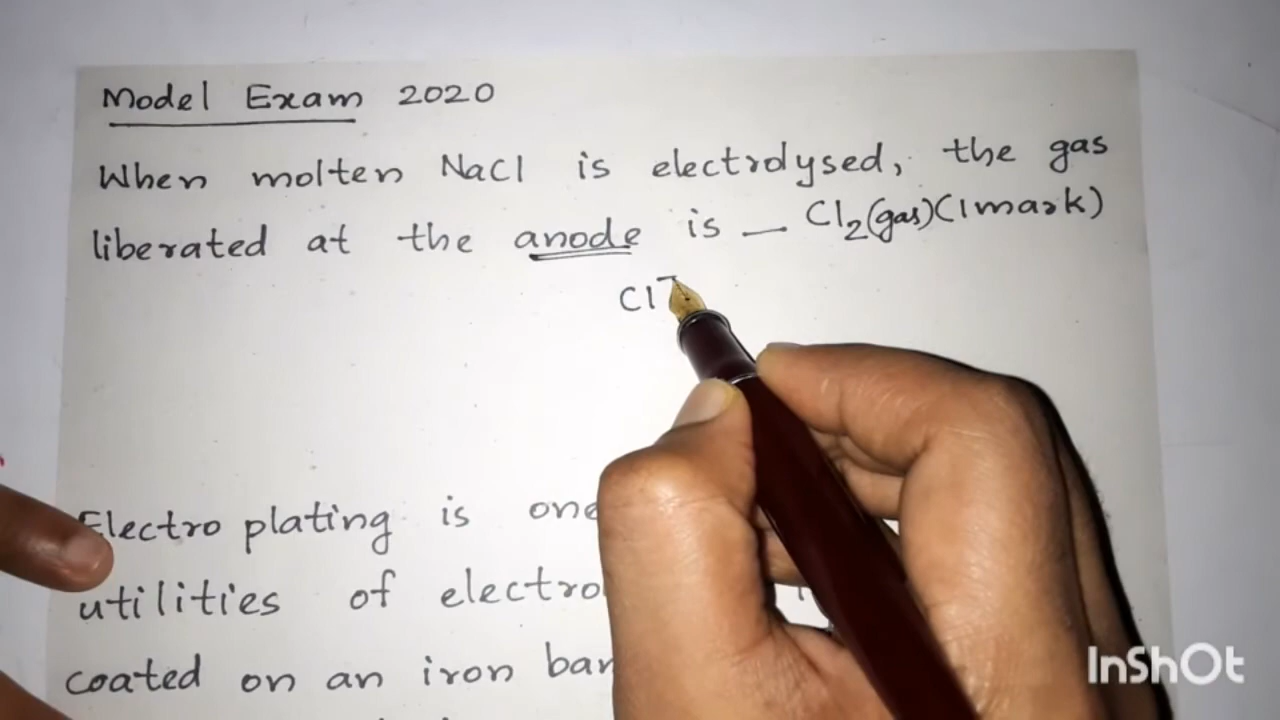 Model Exam 2020
When molten NaCl is electrolysed, the gas
liberated at the anode is — Cl₂(gas)(1mark)
Cl⁻
Electro plating is one
utilities of electro
coated on an iron bar
InShOt